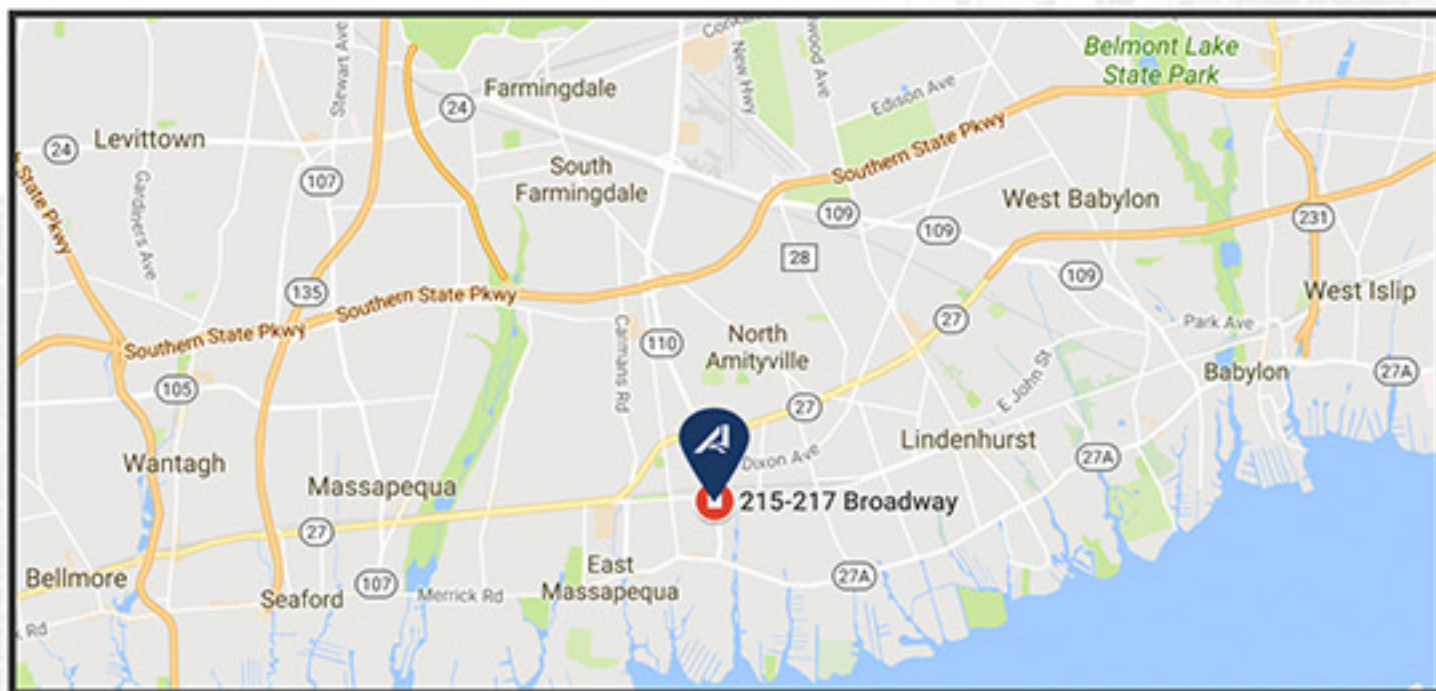 Stewart Ave
Farmingdale
New Hwy
Edison Ave
Belmont Lake
State Park
24
24
Levittown
107
Gardiners Ave
State Pkwy
South
Farmingdale
Southern State Pkwy
109
109
West Babylon
231
28
109
135
Southern State Pkwy
Southern State Pkwy
West Islip
Carmans Rd
110
North
Amityville
27
Park Ave
105
27
E John St
Babylon
27A
Wantagh
Massapequa
Dixon Ave
Lindenhurst
27A
215-217 Broadway
27
Bellmore
Seaford
107
Merrick Rd
East
Massapequa
27A
Rd